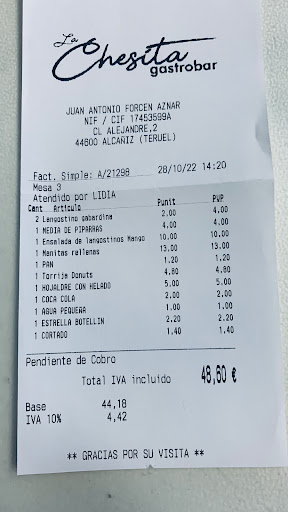 La
Chesita
gastrobar
JUAN ANTONIO FORCEN AZNAR
NIF / CIF 17453599A
CL ALEJANDRE,2
44600 ALCAÑIZ (TERUEL)
Fact. Simple: A/21298 28/10/22 14:20
Mesa 3
Atendido por LIDIA
Cant Articulo Punit PVP
2 Langostino gabardina 2,00 4,00
1 MEDIA DE PIPARRAS 4,00 4,00
1 Ensalada de langostinos Mango 10,00 10,00
1 Manitas rellenas 13,00 13,00
1 PAN 1,20 1,20
1 Torrija Donuts 4,80 4,80
1 HOJALDRE CON HELADO 5,00 5,00
1 COCA COLA 2,00 2,00
1 AGUA PEQUEÑA 1,00 1,00
1 ESTRELLA BOTELLIN 2,20 2,20
1 CORTADO 1,40 1,40
Pendiente de Cobro
Total IVA incluido 48,60 €
Base 44,18
IVA 10% 4,42
** GRACIAS POR SU VISITA **